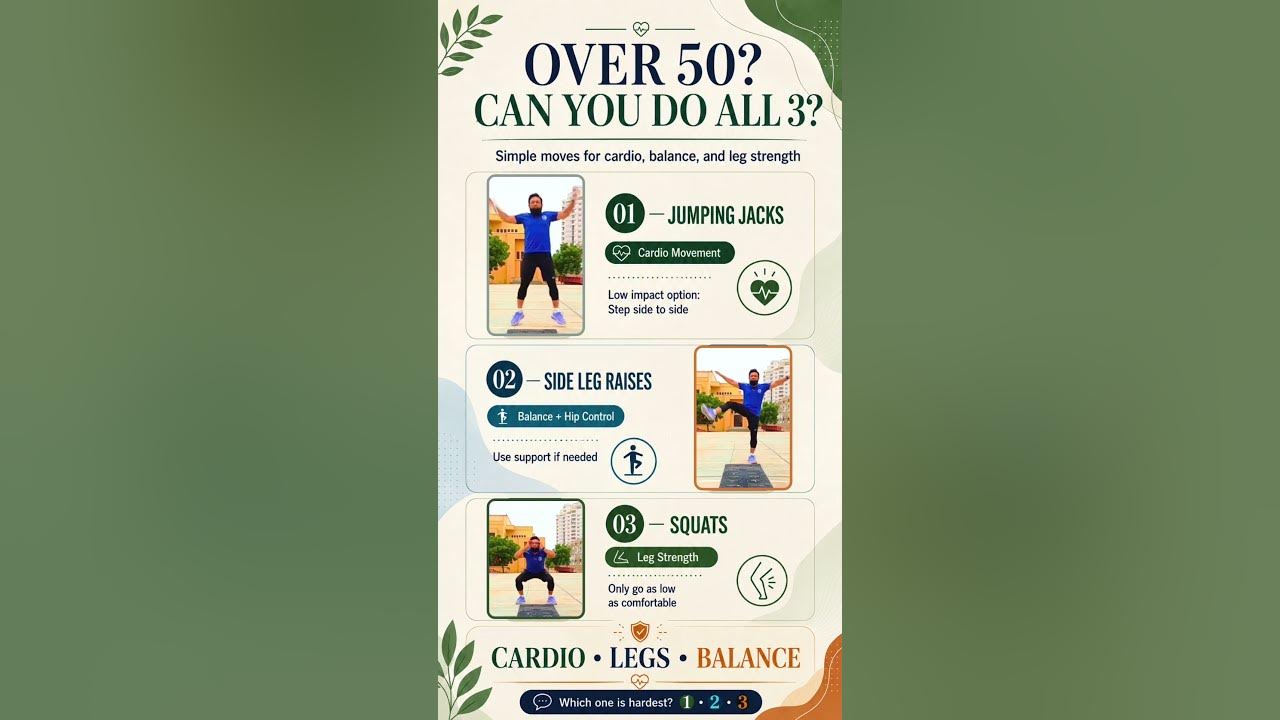 OVER 50?
CAN YOU DO ALL 3?
Simple moves for cardio, balance, and leg strength
01 — JUMPING JACKS
Cardio Movement
Low impact option:
Step side to side
02 — SIDE LEG RAISES
Balance + Hip Control
Use support if needed
03 — SQUATS
Leg Strength
Only go as low
as comfortable
CARDIO • LEGS • BALANCE
Which one is hardest? 1 • 2 • 3